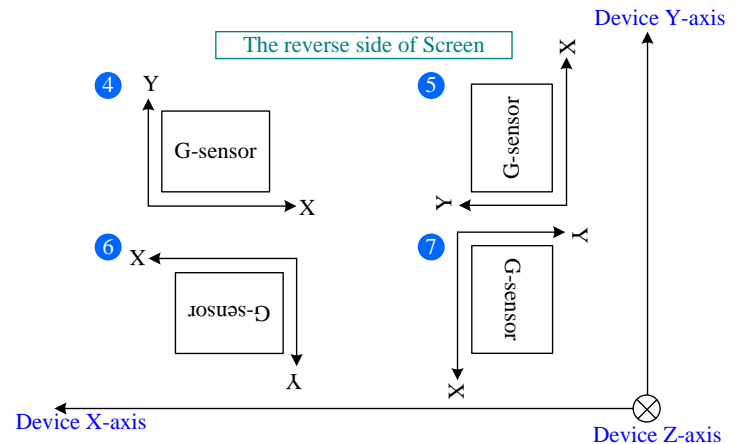 Device Y-axis
The reverse side of Screen
4
Y
G-sensor
X
5
X
G-sensor
Y
6
X
G-sensor
Y
7
Y
G-sensor
X
Device X-axis
Device Z-axis